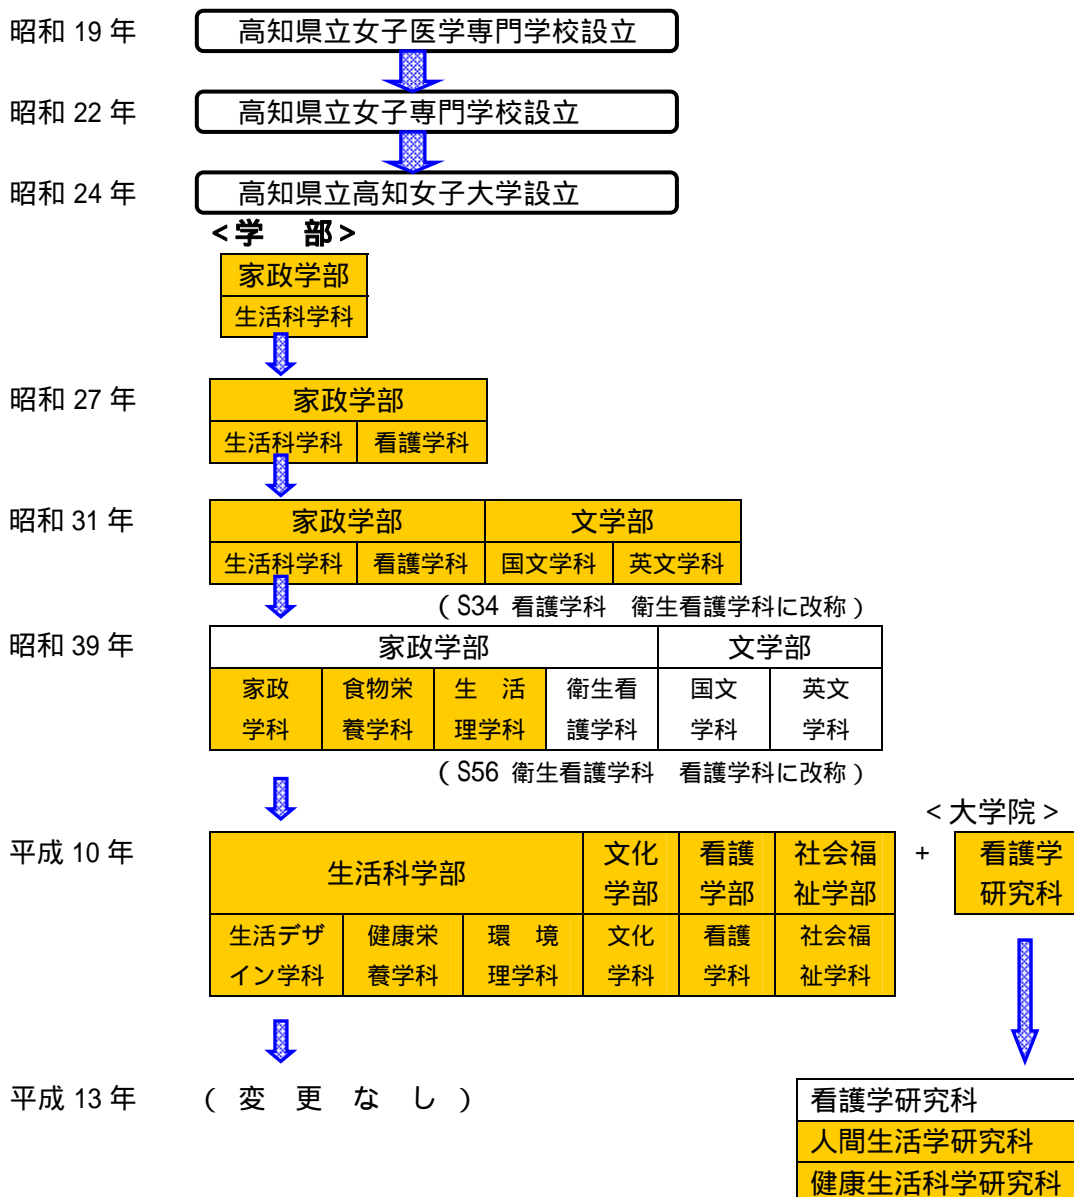 昭和 19 年 高知県立女子医学専門学校設立
昭和 22 年 高知県立女子専門学校設立
昭和 24 年 高知県立高知女子大学設立
<学 部>
家政学部
生活科学科
昭和 27 年 家政学部
生活科学科 看護学科
昭和 31 年 家政学部 文学部
生活科学科 看護学科 国文学科 英文学科
（S34 看護学科 衛生看護学科に改称）
昭和 39 年 家政学部 文学部
家政 食物栄 生 活 衛生看 国文 英文
学科 養学科 理学科 護学科 学科 学科
（S56 衛生看護学科 看護学科に改称）
<大学院>
平成 10 年 生活科学部 文化 看護 社会福 + 看護学
学部 学部 祉学部 研究科
生活デザ 健康栄 環 境 文化 看護 社会福
イン学科 養学科 理学科 学科 学科 祉学科
平成 13 年 （ 変 更 な し ） 看護学研究科
人間生活学研究科
健康生活科学研究科